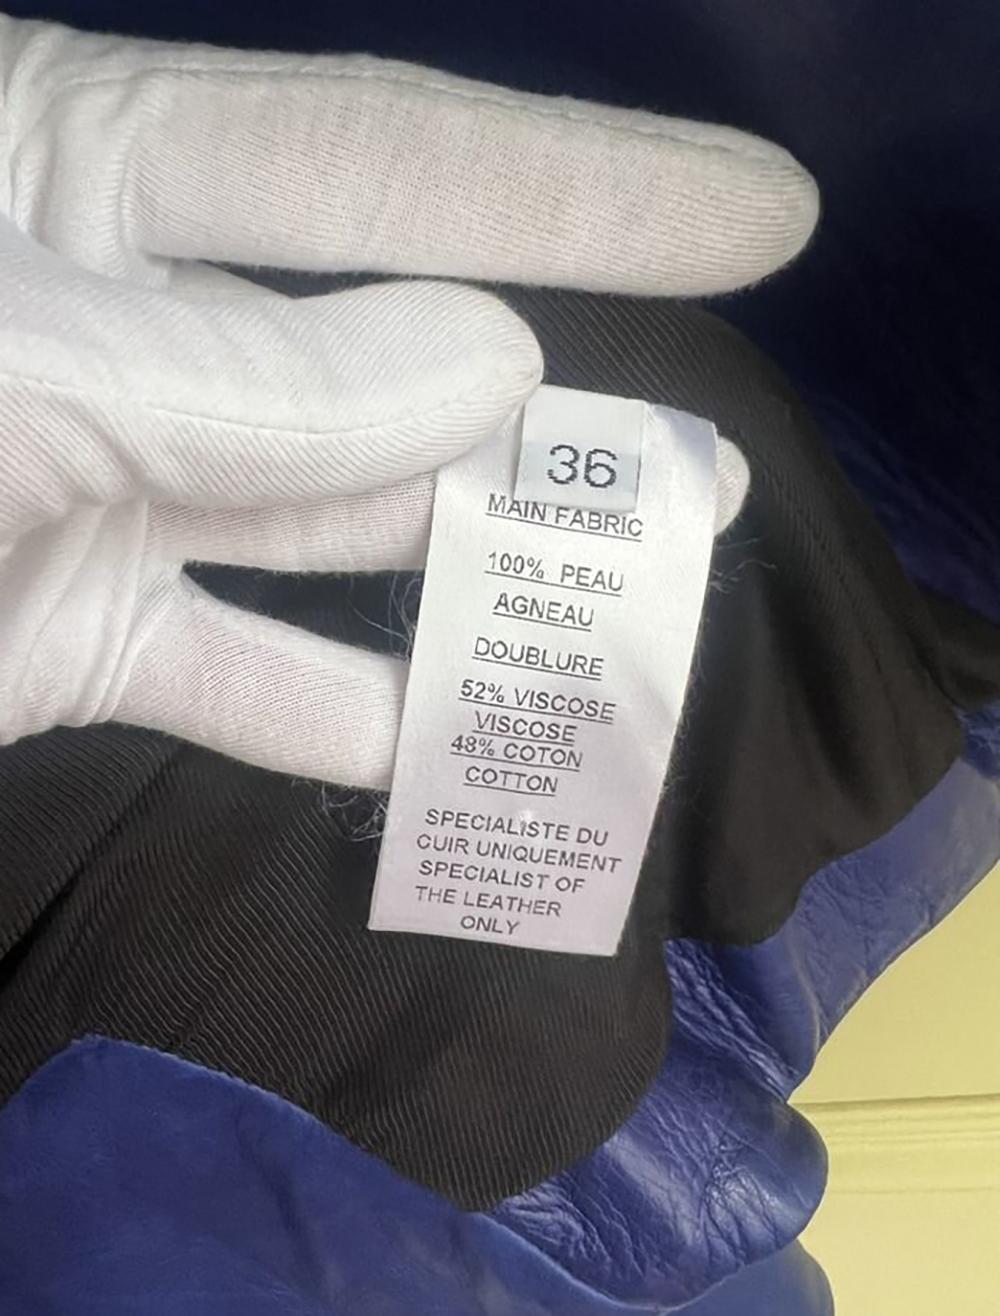 36
MAIN FABRIC
100% PEAU
AGNEAU
DOUBLURE
52% VISCOSE
VISCOSE
48% COTON
COTTON
SPECIALISTE DU
CUIR UNIQUEMENT
SPECIALIST OF
THE LEATHER
ONLY